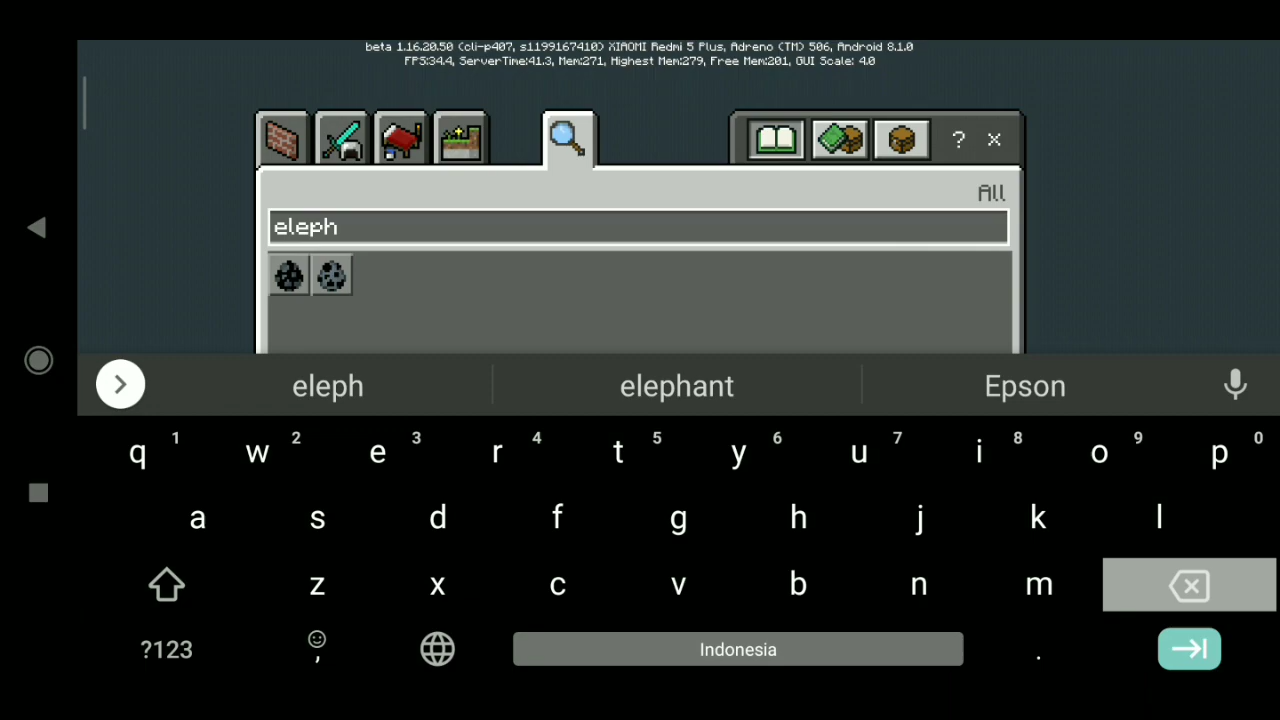 beta 1.16.20.50 (cli-p407, s1199167410) XIAOMI Redmi 5 Plus, Adreno (TM) 506, Android 8.1.0
FPS:34.4, ServerTime:41.3, Mem:271, Highest Mem:279, Free Mem:201, GUI Scale: 4.0
? ×
All
eleph
eleph elephant Epson
q 1 w 2 e 3 r 4 t 5 y 6 u 7 i 8 o 9 p 0
a s d f g h j k l
z x c v b n m
?123 , Indonesia .